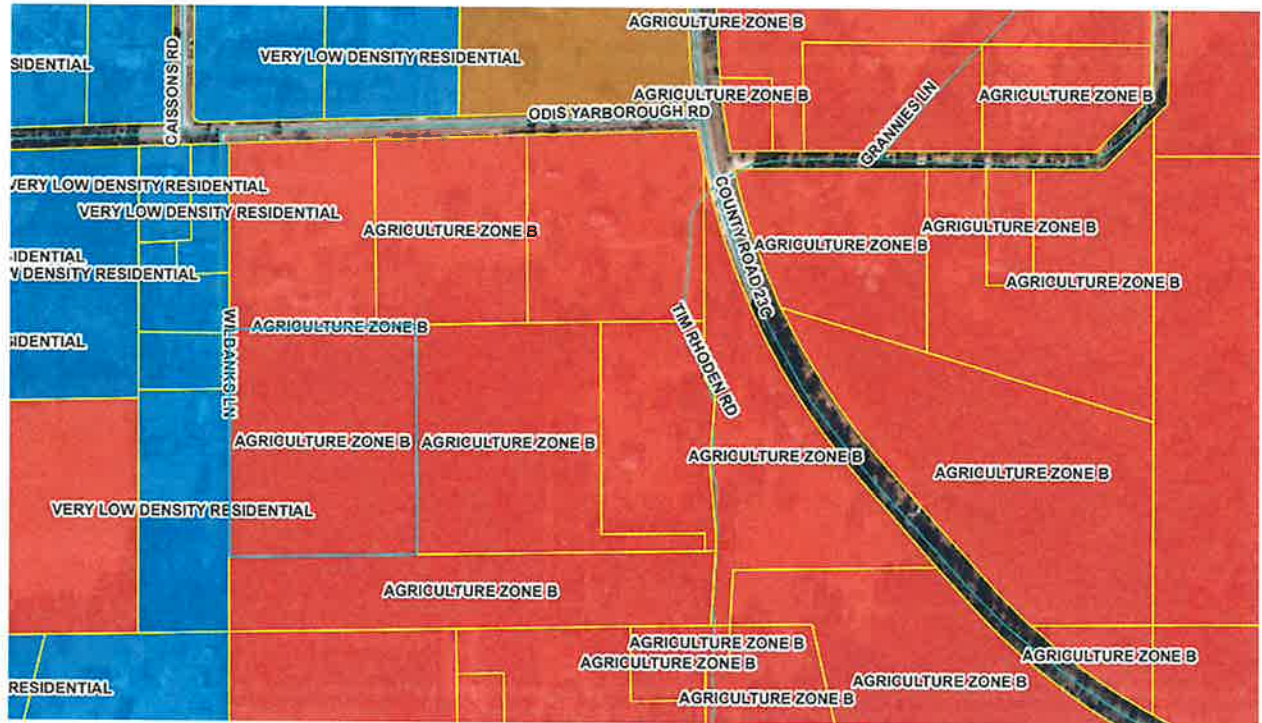 AGRICULTURE ZONE B
SIDENTIAL
CAISSONS RD
VERY LOW DENSITY RESIDENTIAL
AGRICULTURE ZONE B
AGRICULTURE ZONE B
ODIS YARBOROUGH RD
GRANNIES LN
VERY LOW DENSITY RESIDENTIAL
VERY LOW DENSITY RESIDENTIAL
AGRICULTURE ZONE B
COUNTY ROAD 23C
AGRICULTURE ZONE B
AGRICULTURE ZONE B
SIDENTIAL
W DENSITY RESIDENTIAL
AGRICULTURE ZONE B
WILBANKS LN
AGRICULTURE ZONE B
TIM RHODEN RD
SIDENTIAL
AGRICULTURE ZONE B
AGRICULTURE ZONE B
AGRICULTURE ZONE B
AGRICULTURE ZONE B
VERY LOW DENSITY RESIDENTIAL
AGRICULTURE ZONE B
AGRICULTURE ZONE B
AGRICULTURE ZONE B
AGRICULTURE ZONE B
AGRICULTURE ZONE B
RESIDENTIAL
AGRICULTURE ZONE B
AGRICULTURE ZONE B